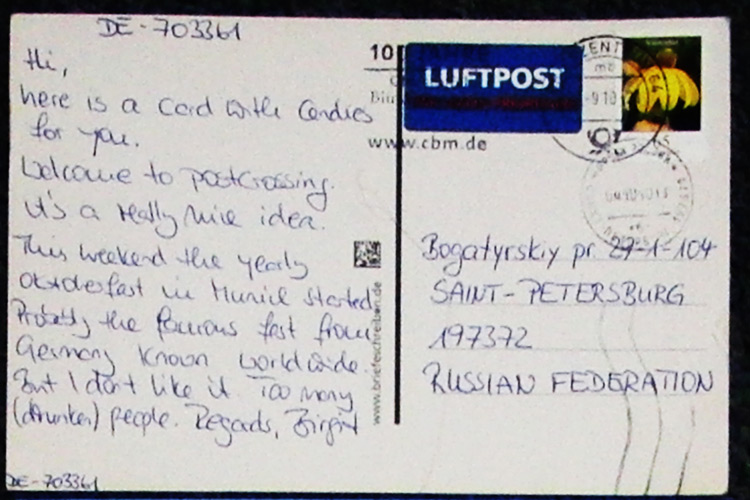 DE-703361
Hi,
here is a card with candies
for you.
Welcome to postcrossing.
It's a really nice idea.
This weekend the yearly
Oktoberfest in Munich started.
Probably the famous fest from
Germany known worldwide.
But I don't like it. Too many
(drunken) people. Regards, Birgit
DE-703361
www.briefeschreiben.de
10
LUFTPOST
www.cbm.de
ZENT
Bogatyrskiy pr. 27-1-104
SAINT-PETERSBURG
197372
RUSSIAN FEDERATION